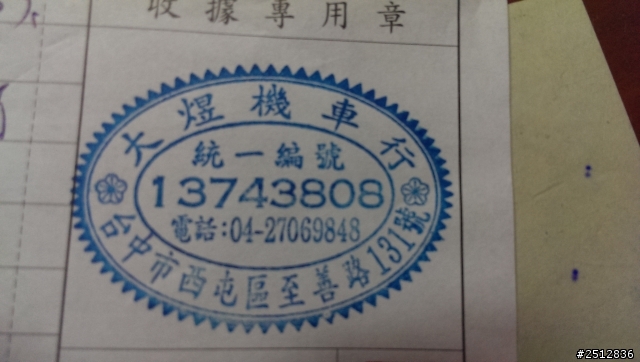 收據專用章
大煜機車行
統一編號
13743808
電話:04-27069848
台中市西屯區至善路131號
#2512836